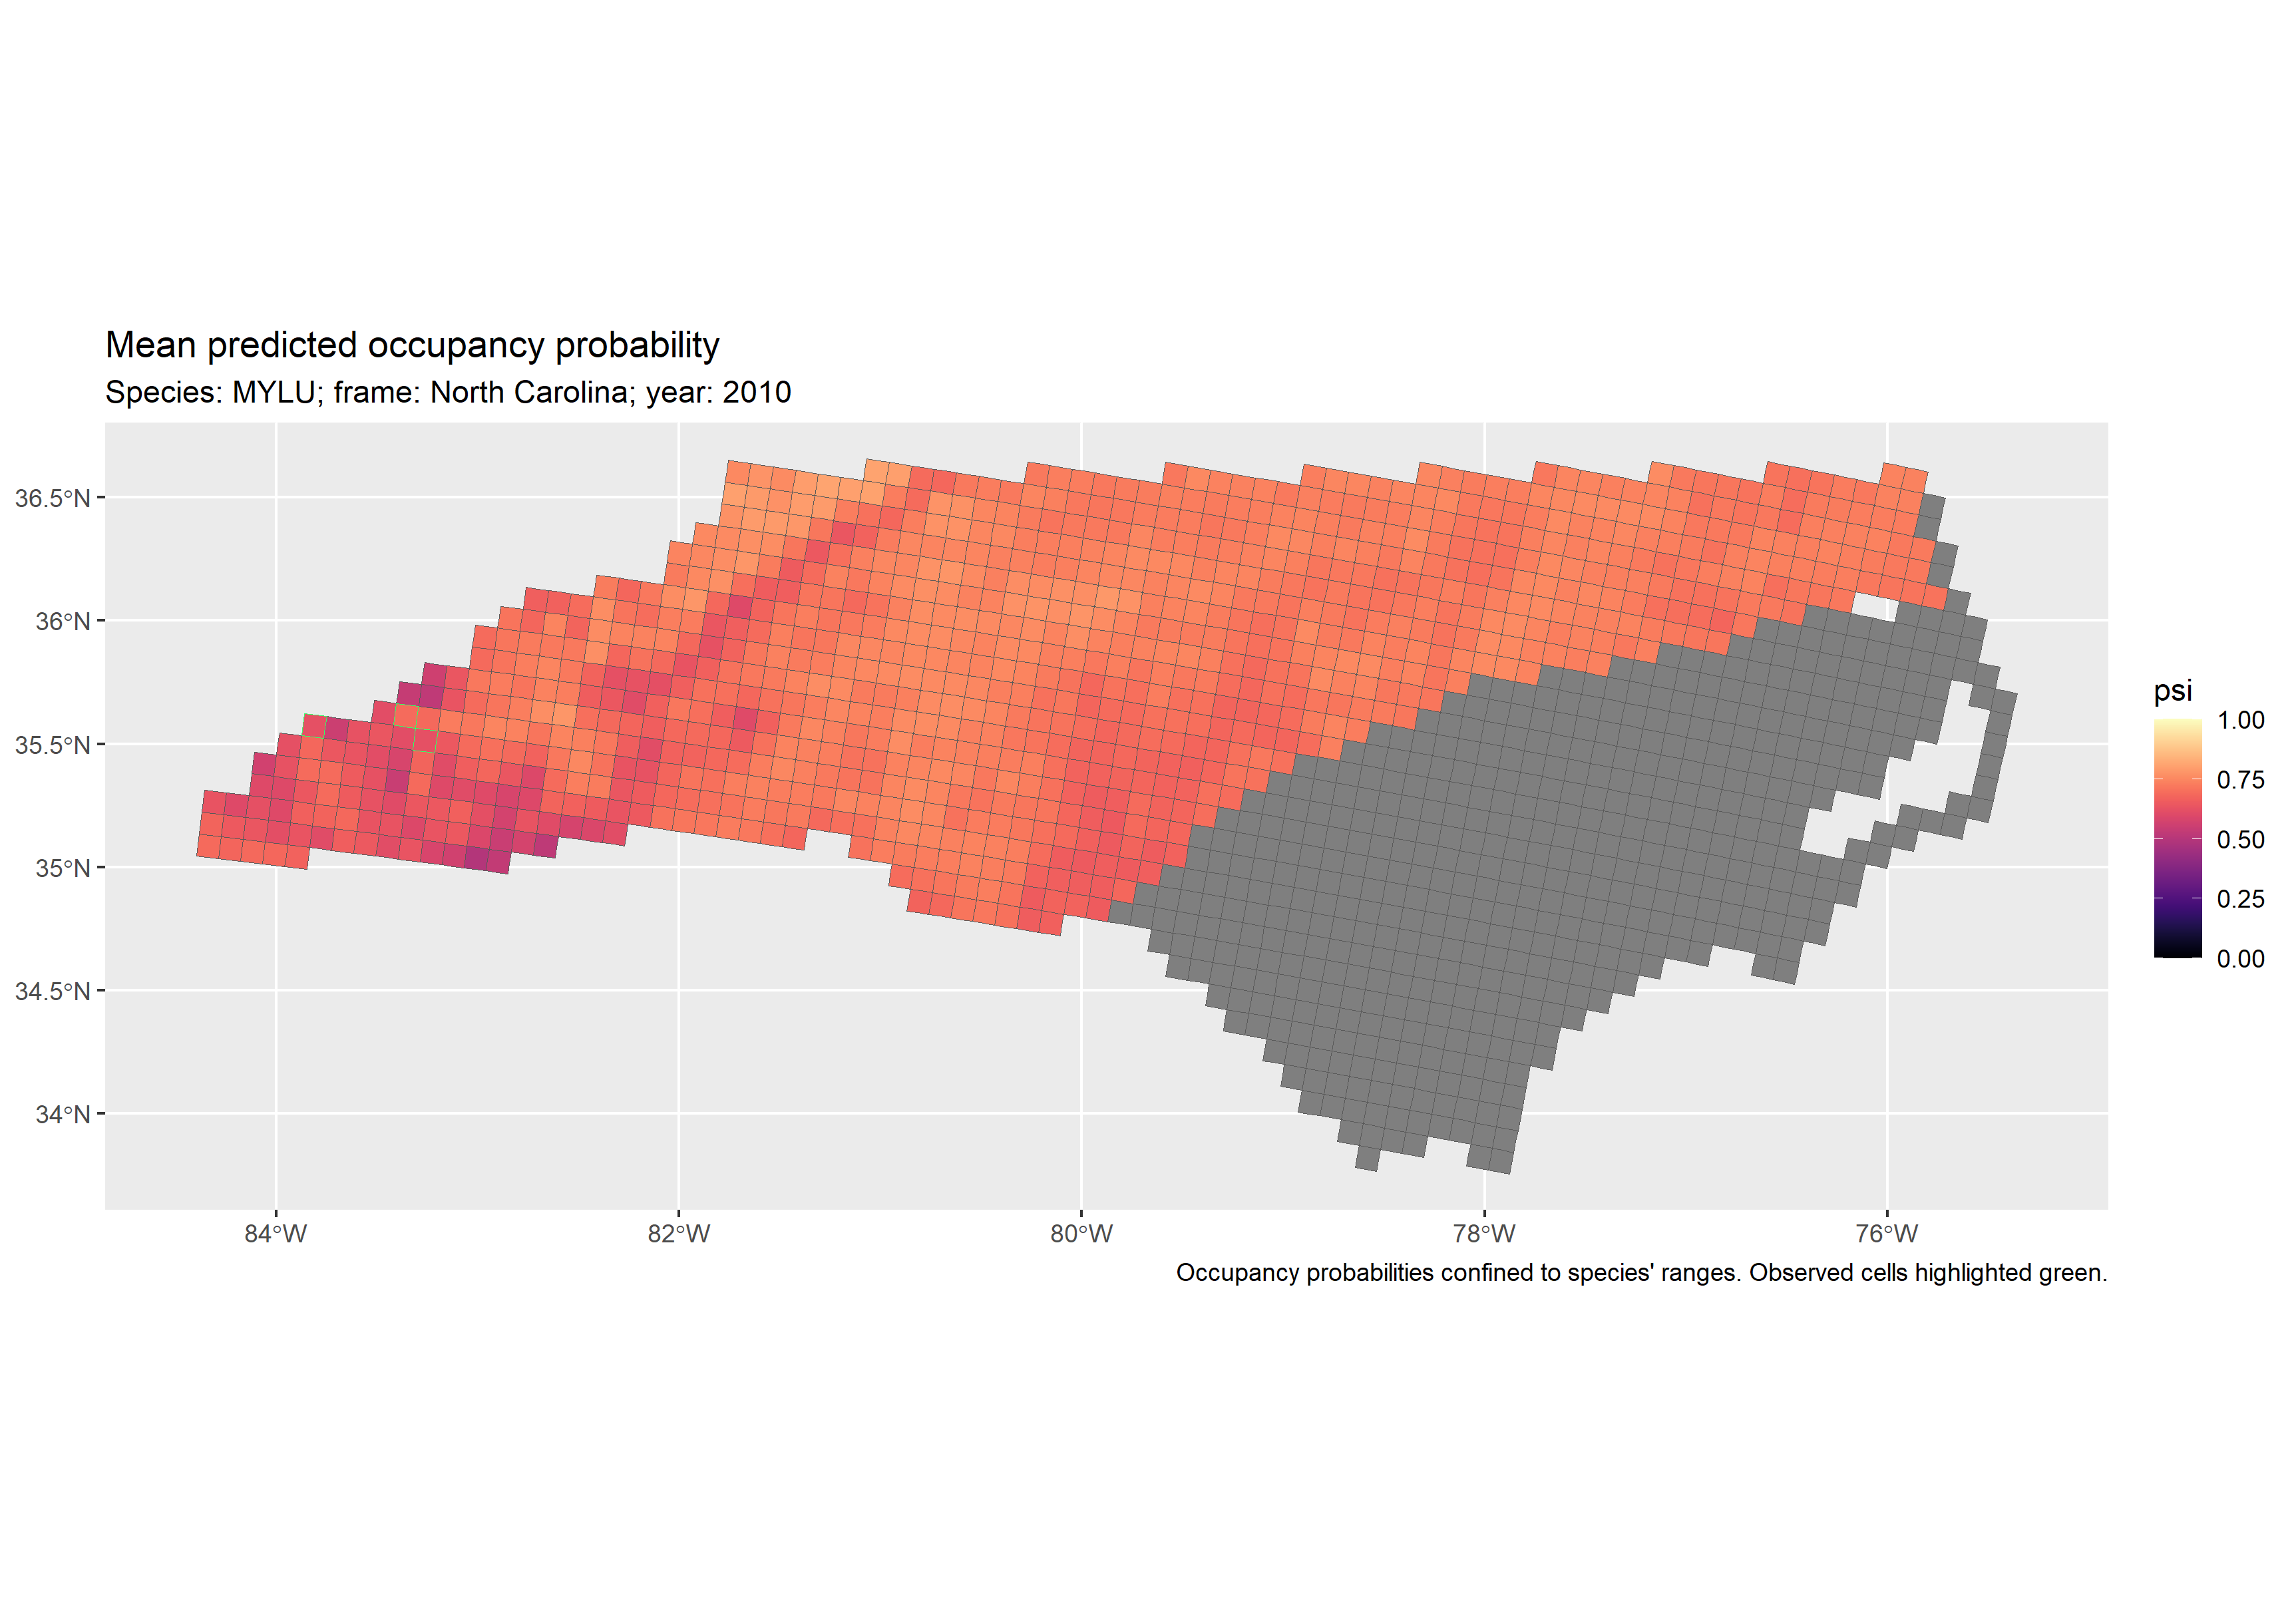 Mean predicted occupancy probability
Species: MYLU; frame: North Carolina; year: 2010
36.5°N
36°N
35.5°N
35°N
34.5°N
34°N
84°W
82°W
80°W
78°W
76°W
psi
1.00
0.75
0.50
0.25
0.00
Occupancy probabilities confined to species' ranges. Observed cells highlighted green.